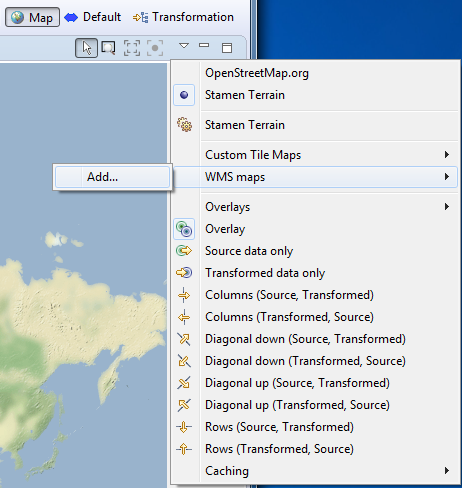 Map Default Transformation
OpenStreetMap.org
Stamen Terrain
Stamen Terrain
Custom Tile Maps
Add... WMS maps
Overlays
Overlay
Source data only
Transformed data only
Columns (Source, Transformed)
Columns (Transformed, Source)
Diagonal down (Source, Transformed)
Diagonal down (Transformed, Source)
Diagonal up (Source, Transformed)
Diagonal up (Transformed, Source)
Rows (Source, Transformed)
Rows (Transformed, Source)
Caching